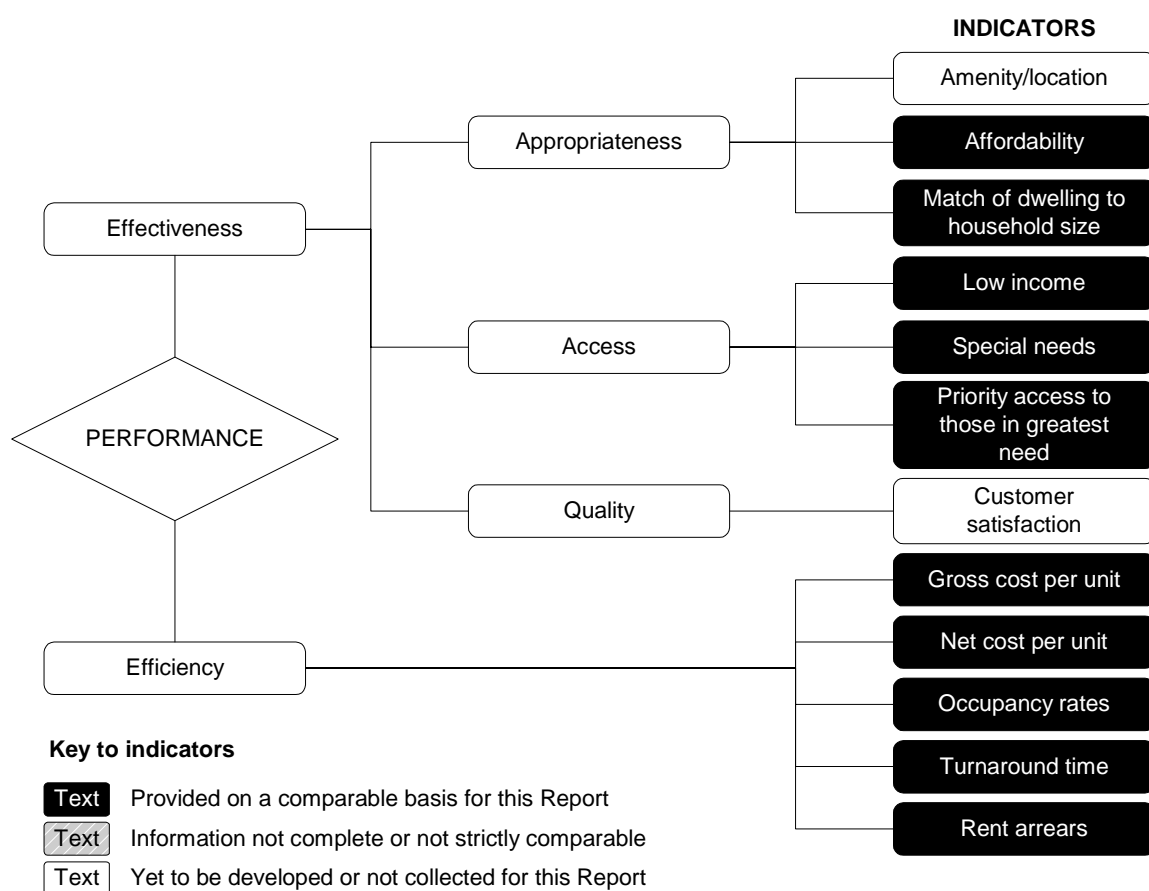 INDICATORS
Amenity/location
Appropriateness
Affordability
Match of dwelling to
household size
Effectiveness
Low income
Access
Special needs
Priority access to
those in greatest
need
PERFORMANCE
Quality
Customer
satisfaction
Gross cost per unit
Efficiency
Net cost per unit
Occupancy rates
Turnaround time
Rent arrears
Key to indicators
Text Provided on a comparable basis for this Report
Text Information not complete or not strictly comparable
Text Yet to be developed or not collected for this Report